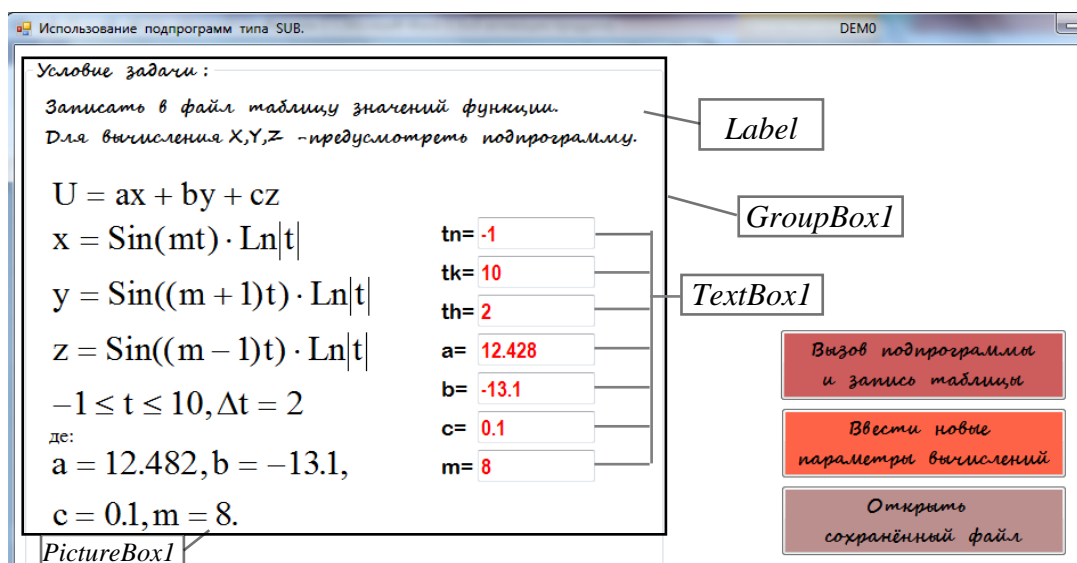 Использование подпрограмм типа SUB. DEMO
Условие задачи :
Записать в файл таблицу значений функции.
Для вычисления X,Y,Z -предусмотреть подпрограмму.
Label
U = ax + by + cz
GroupBox1
x = Sin(mt) · Ln|t|
tn= -1
tk= 10
y = Sin((m + 1)t) · Ln|t|
TextBox1
th= 2
z = Sin((m − 1)t) · Ln|t|
a= 12.428
b= -13.1
−1 ≤ t ≤ 10, Δt = 2
c= 0.1
де:
a = 12.482, b = −13.1,
m= 8
c = 0.1, m = 8.
PictureBox1
Вызов подпрограммы
и запись таблицы
Ввести новые
параметры вычислений
Открыть
сохранённый файл